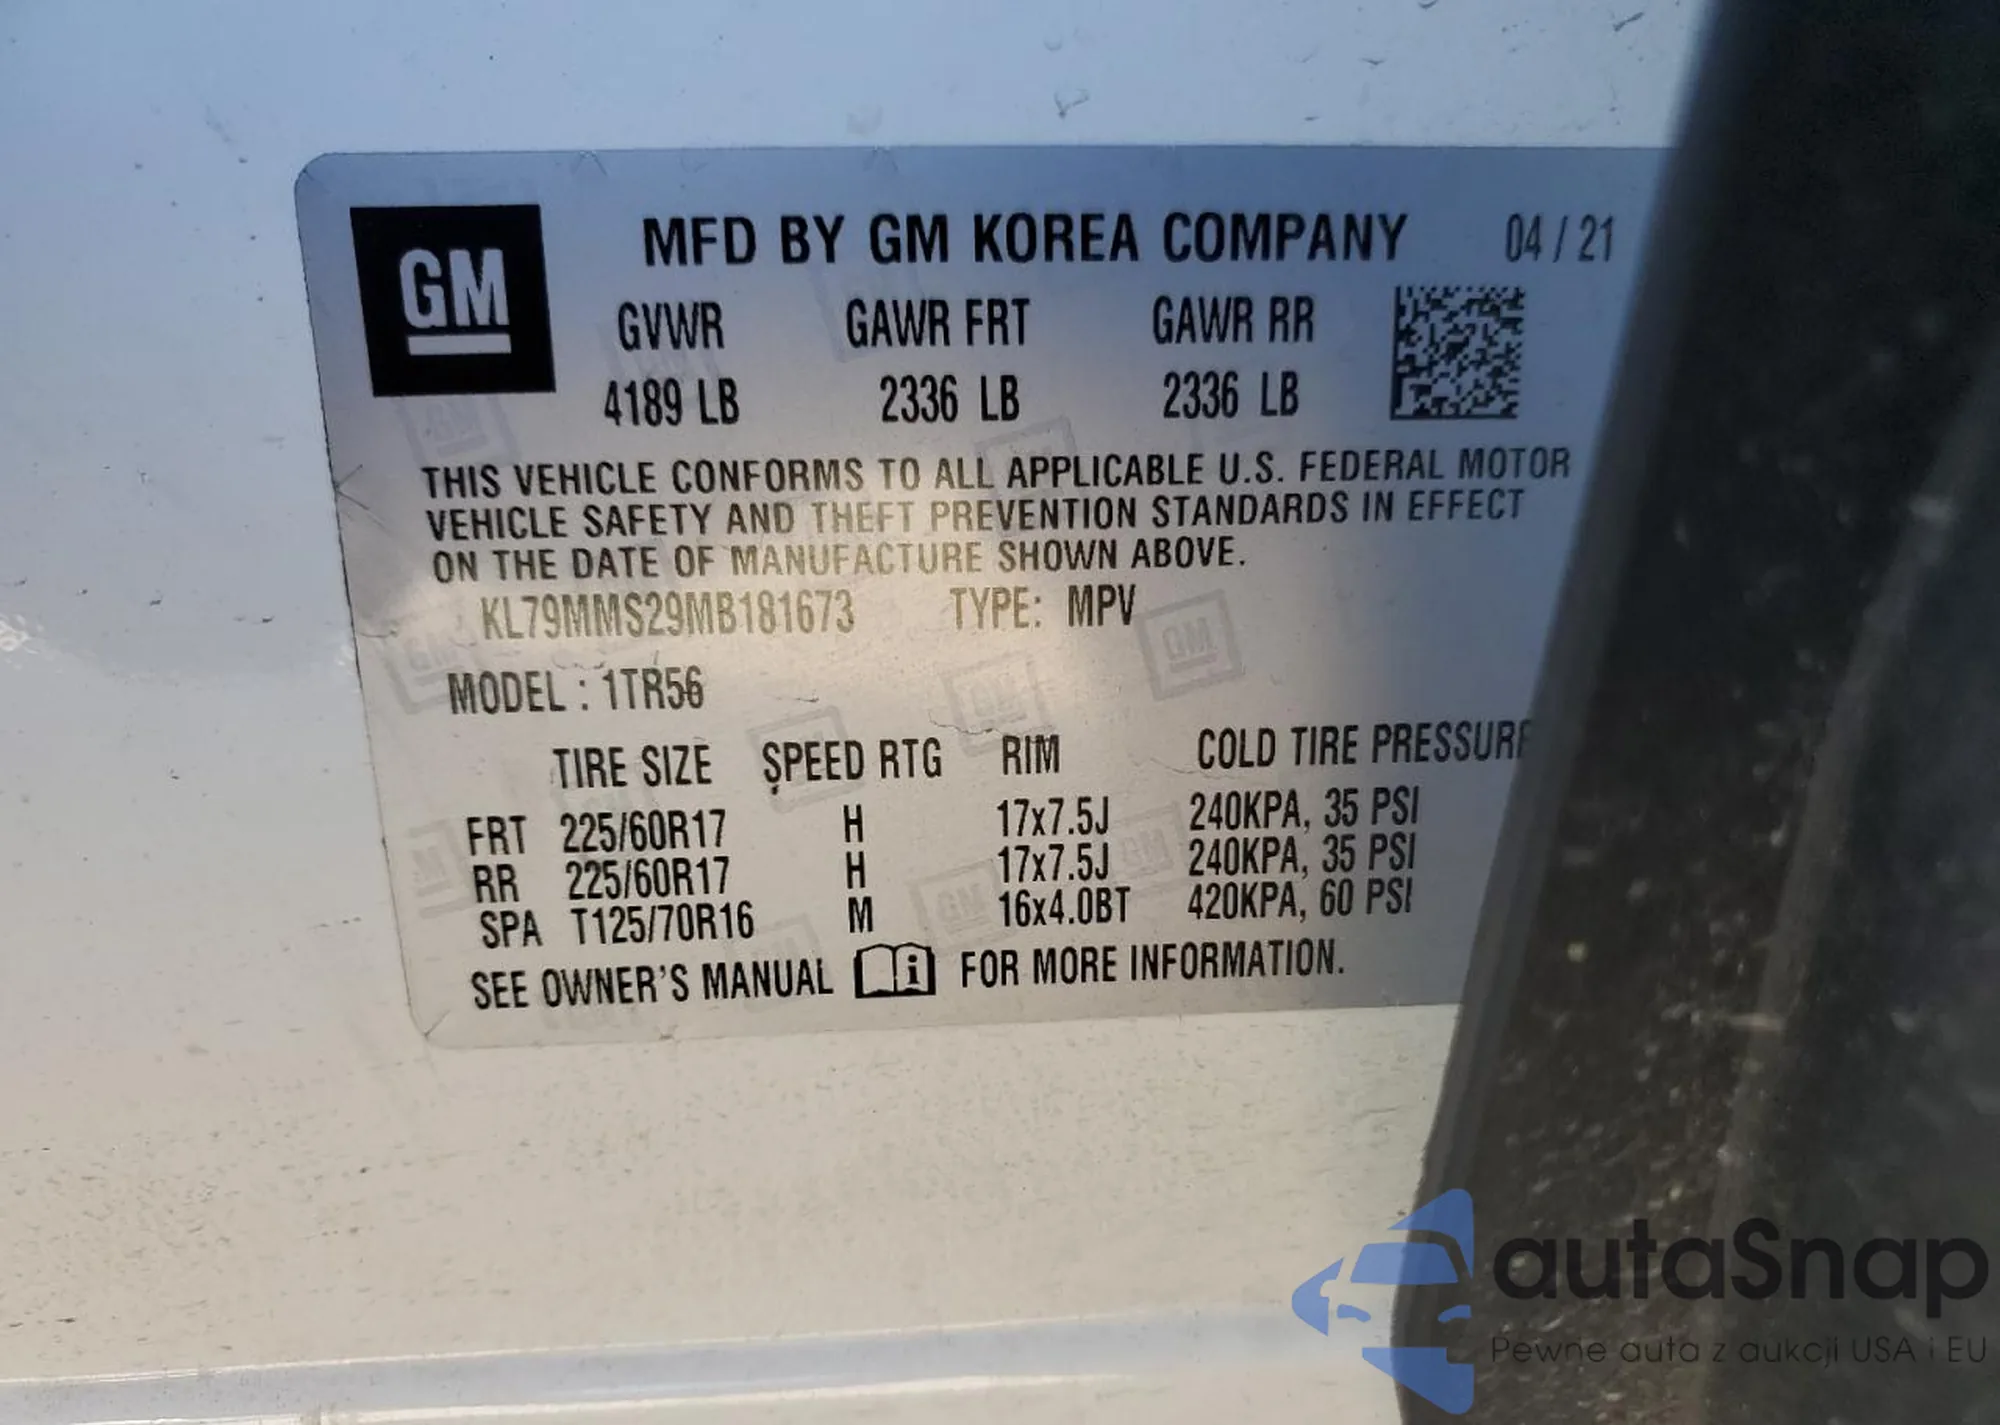 GM
MFD BY GM KOREA COMPANY 04 / 21
GVWR GAWR FRT GAWR RR
4189 LB 2336 LB 2336 LB
THIS VEHICLE CONFORMS TO ALL APPLICABLE U.S. FEDERAL MOTOR
VEHICLE SAFETY AND THEFT PREVENTION STANDARDS IN EFFECT
ON THE DATE OF MANUFACTURE SHOWN ABOVE.
KL79MMS29MB181673 TYPE: MPV
MODEL : 1TR56
TIRE SIZE SPEED RTG RIM COLD TIRE PRESSUR
FRT 225/60R17 H 17x7.5J 240KPA, 35 PSI
RR 225/60R17 H 17x7.5J 240KPA, 35 PSI
SPA T125/70R16 M 16x4.0BT 420KPA, 60 PSI
SEE OWNER'S MANUAL i FOR MORE INFORMATION.
autaSnap
Pewne auta z aukcji USA i EU